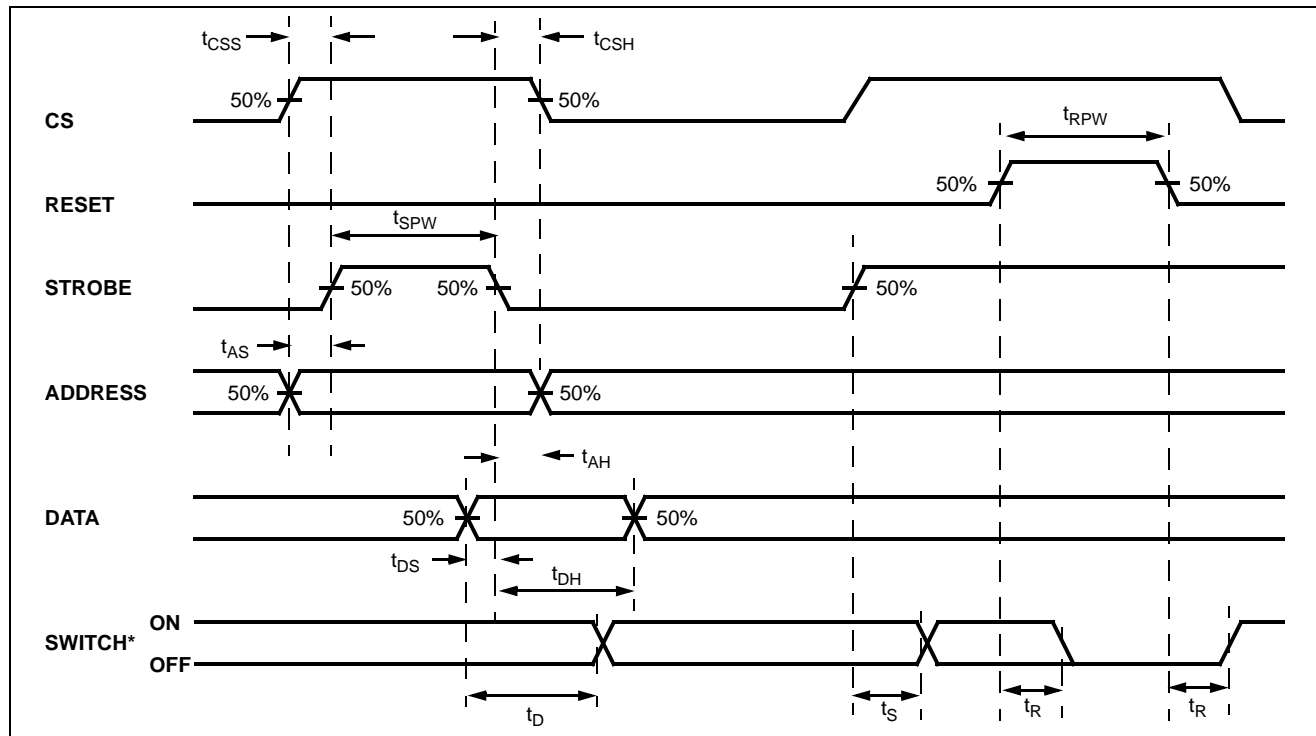 tCSS tCSH
50% 50%
CS
tRPW
50% 50%
RESET
tSPW
STROBE 50% 50% 50%
tAS
ADDRESS 50% 50%
tAH
DATA 50% 50%
tDS tDH
ON
SWITCH*
OFF
tD tS tR tR